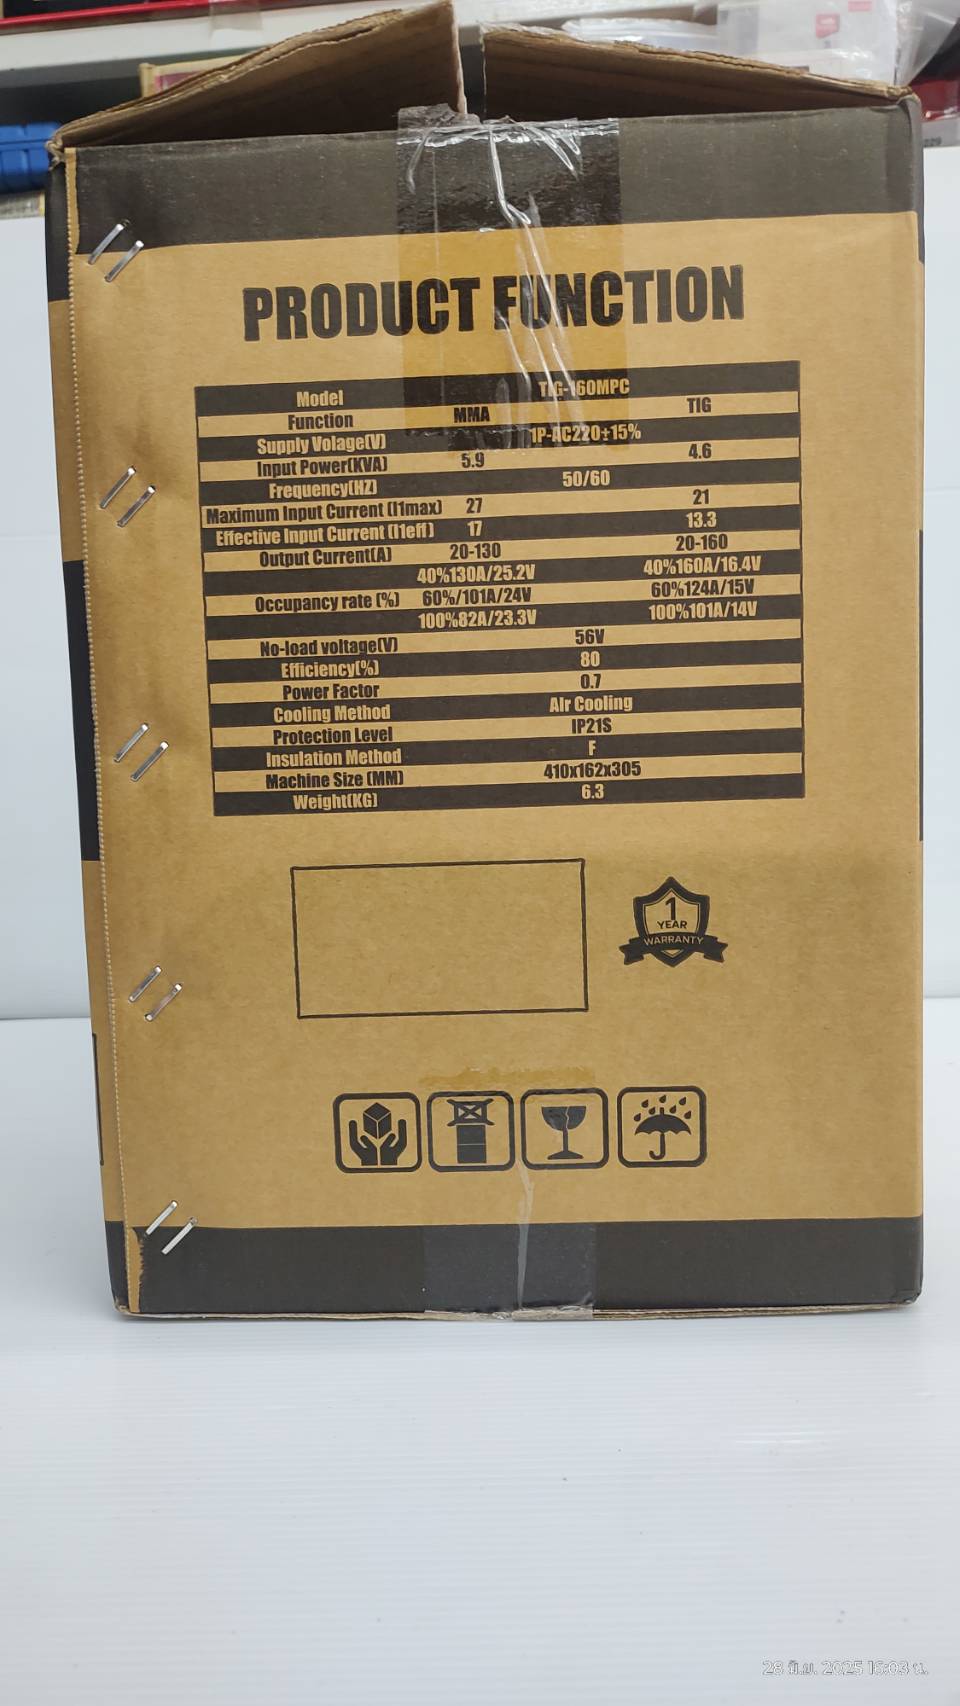 PRODUCT FUNCTION
Model TIG-160MPC
Function MMA TIG
Supply Volage(V) 1P-AC220±15%
Input Power(KVA) 5.9 4.6
Frequency(HZ) 50/60
Maximum Input Current (I1max) 27 21
Effective Input Current (I1eff) 17 13.3
Output Current(A) 20-130 20-160
40%130A/25.2V 40%160A/16.4V
Occupancy rate (%) 60%/101A/24V 60%124A/15V
100%82A/23.3V 100%101A/14V
No-load voltage(V) 56V
Efficiency(%) 80
Power Factor 0.7
Cooling Method Air Cooling
Protection Level IP21S
Insulation Method F
Machine Size (MM) 410x162x305
Weight(KG) 6.3
1
YEAR
WARRANTY
28 มิ.ย. 2025 16:03 น.